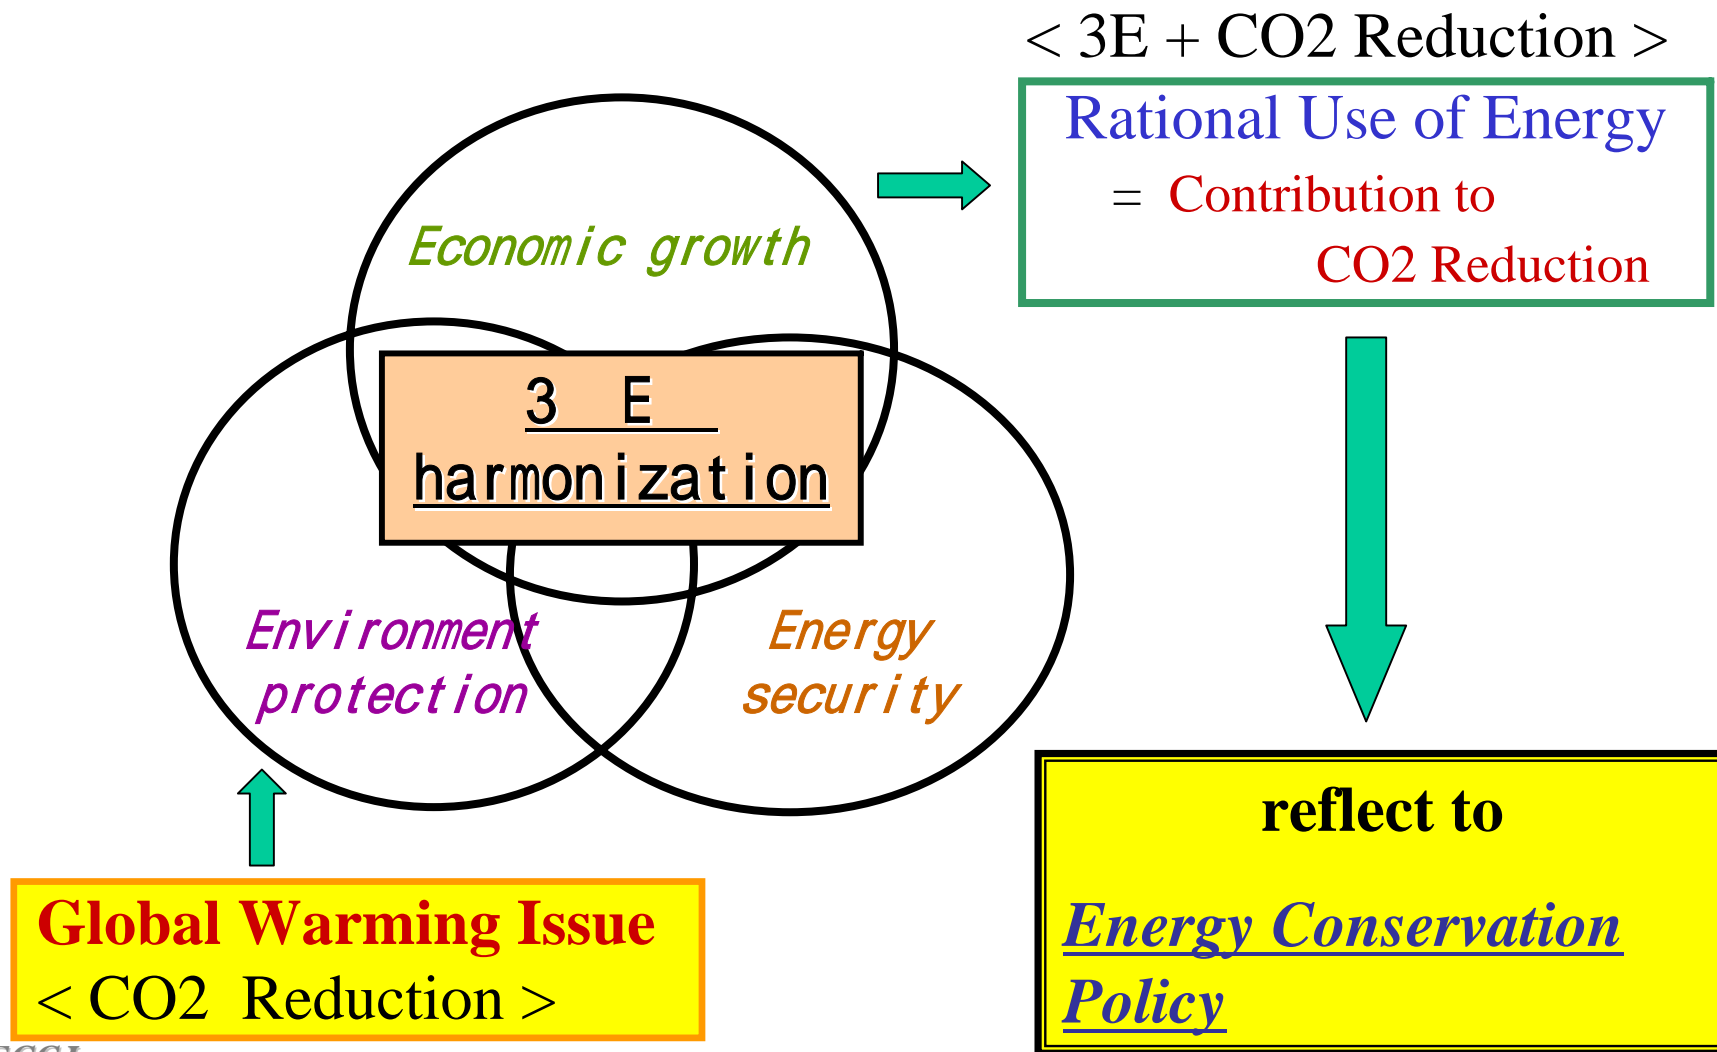 < 3E + CO2 Reduction >
Rational Use of Energy
= Contribution to
CO2 Reduction
Economic growth
3 E
harmonization
Environment
protection
Energy
security
reflect to
Energy Conservation
Policy
Global Warming Issue
< CO2 Reduction >